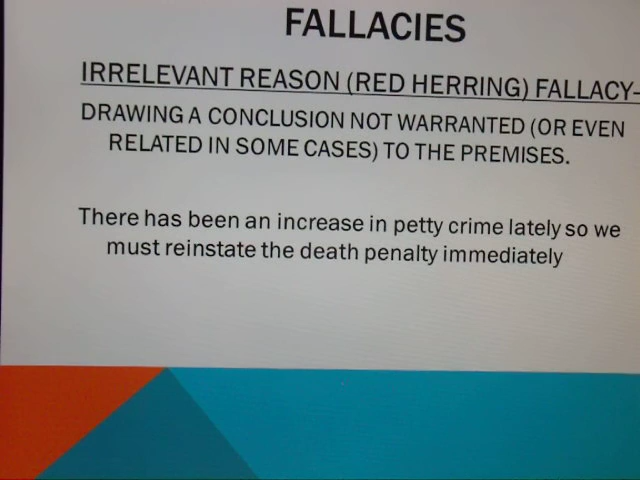 FALLACIES
IRRELEVANT REASON (RED HERRING) FALLACY-
DRAWING A CONCLUSION NOT WARRANTED (OR EVEN
RELATED IN SOME CASES) TO THE PREMISES.
There has been an increase in petty crime lately so we
must reinstate the death penalty immediately